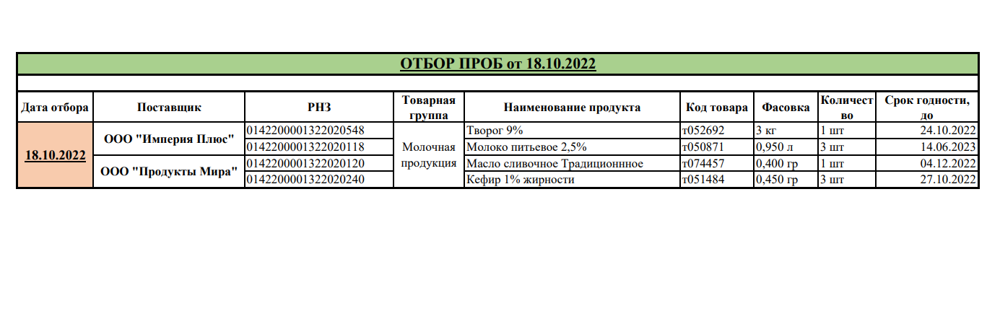 ОТБОР ПРОБ от 18.10.2022
Дата отбора Поставщик РНЗ Товарная группа Наименование продукта Код товара Фасовка Количест во Срок годности, до
18.10.2022 ООО "Империя Плюс" 0142200001322020548 Молочная продукция Творог 9% т052692 3 кг 1 шт 24.10.2022
0142200001322020118 Молоко питьевое 2,5% т050871 0,950 л 3 шт 14.06.2023
ООО "Продукты Мира" 0142200001322020120 Масло сливочное Традиционнное т074457 0,400 гр 1 шт 04.12.2022
0142200001322020240 Кефир 1% жирности т051484 0,450 гр 3 шт 27.10.2022